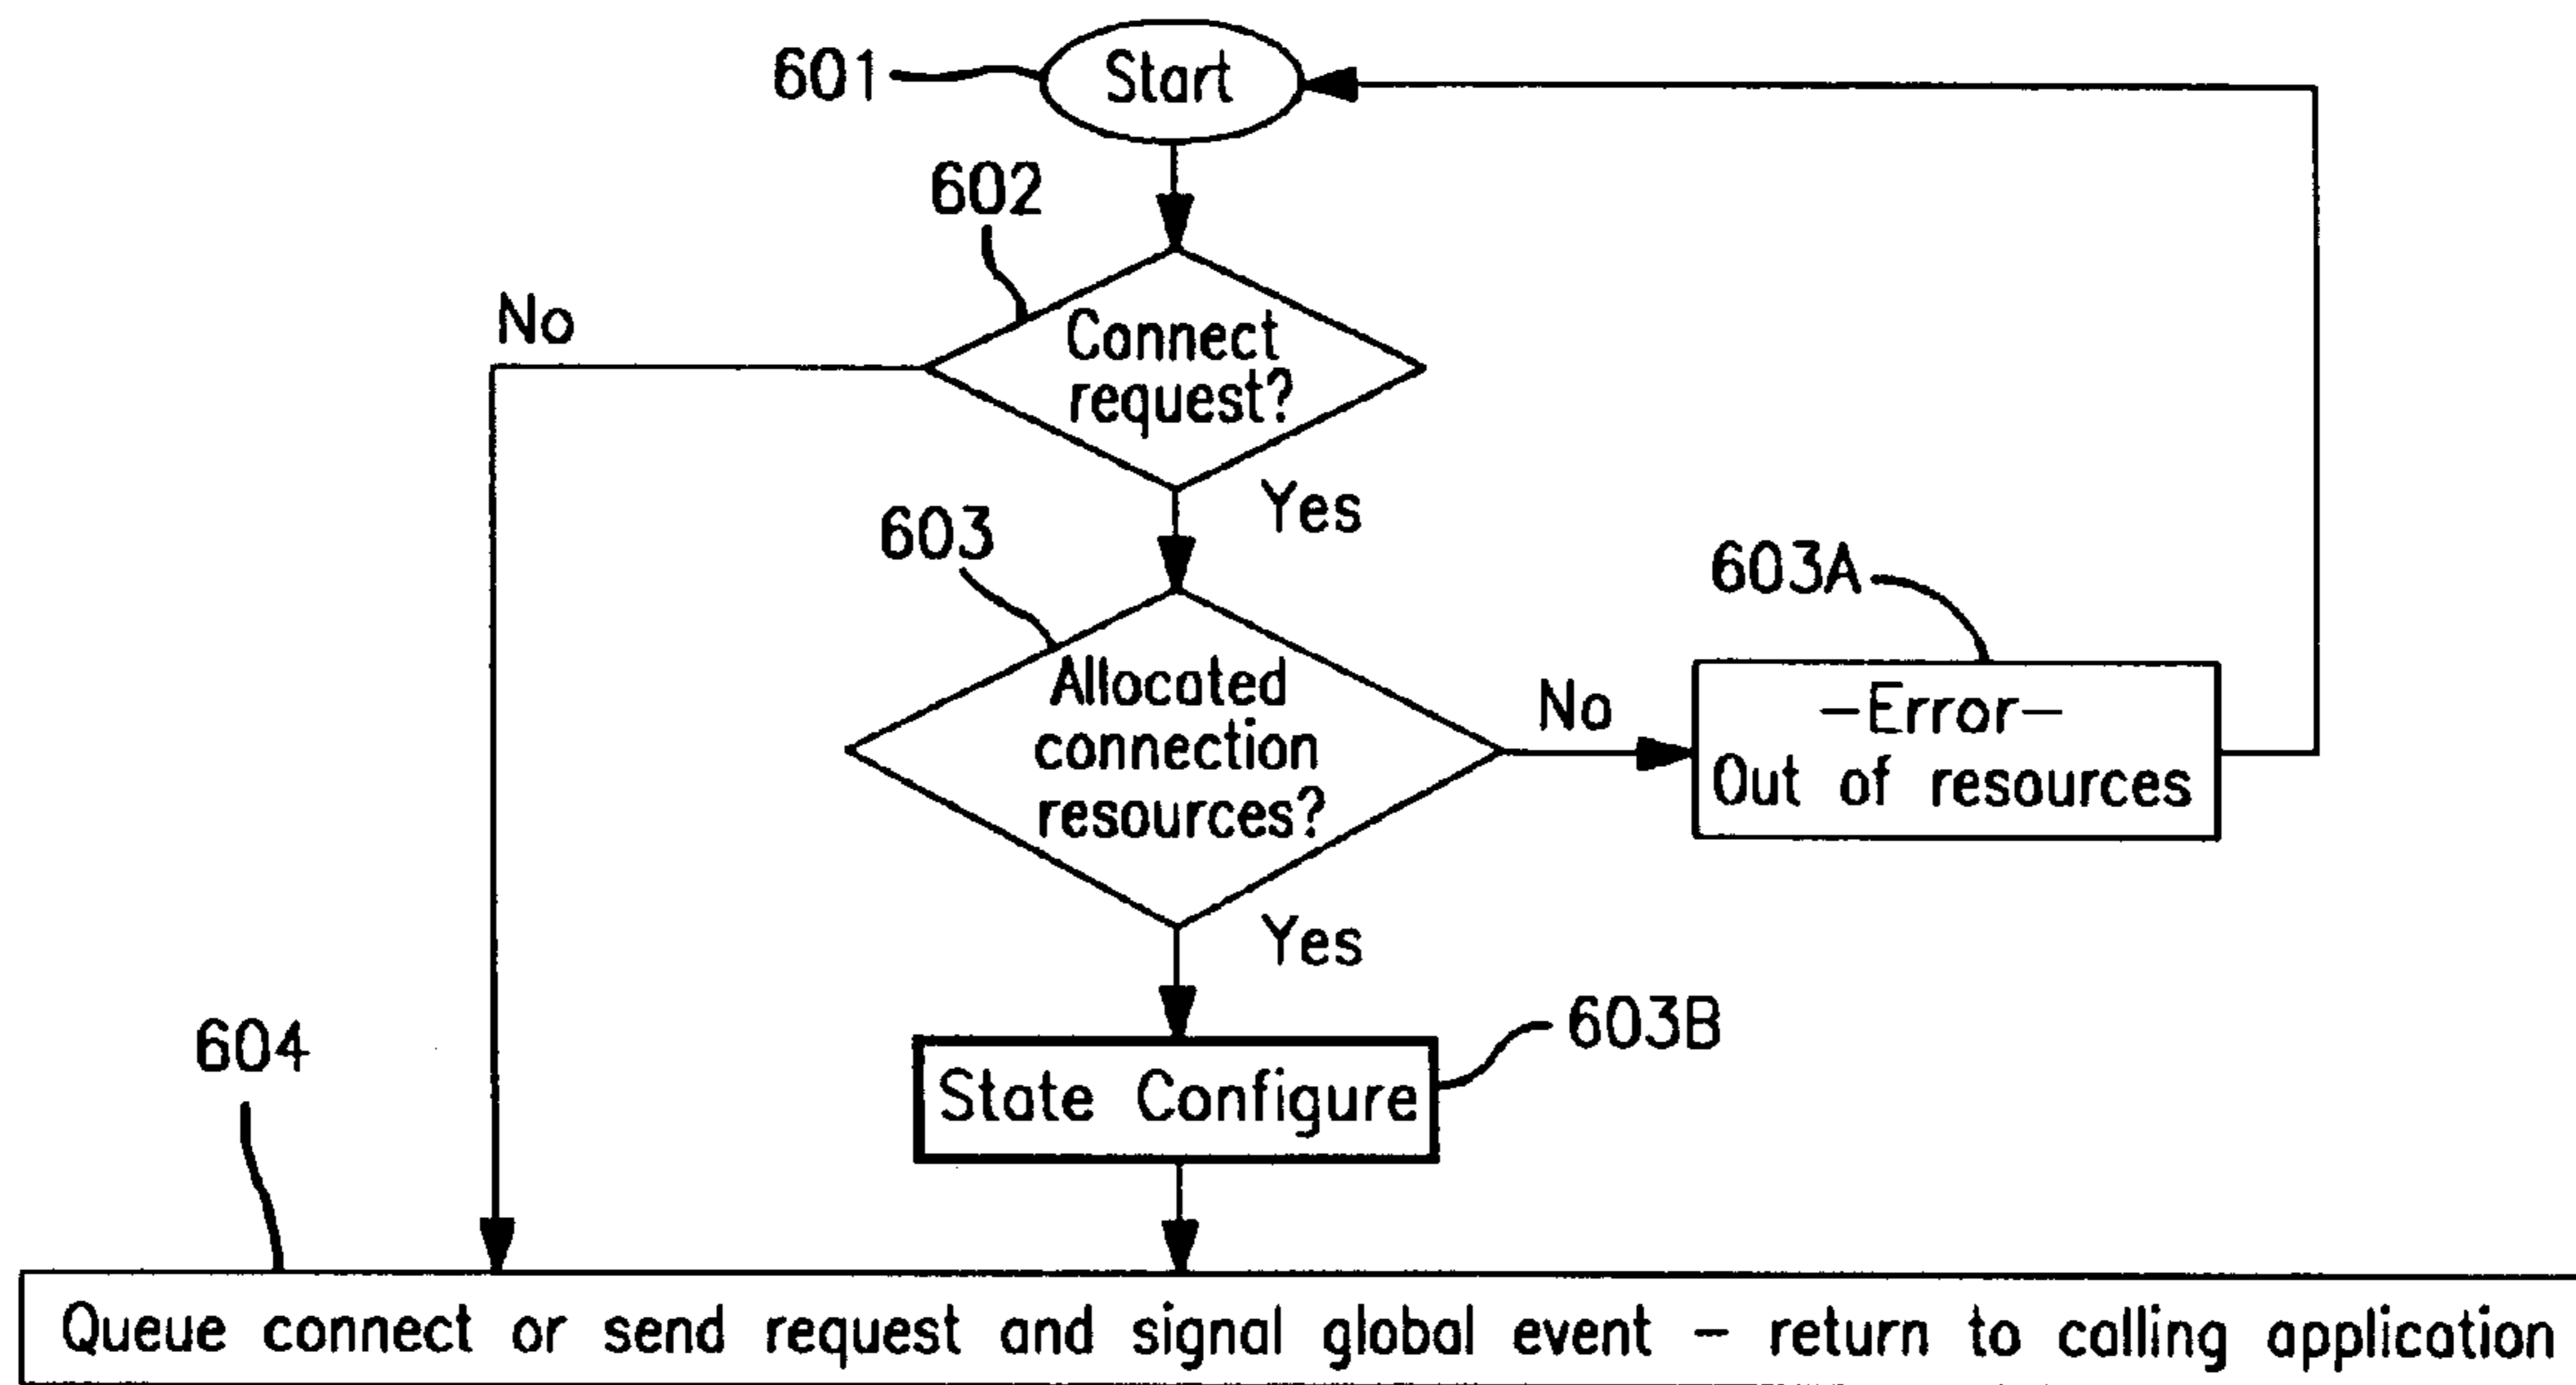 601
Start
602
No
Connect
request?
Yes
603
603A
Allocated
connection
resources?
No
-Error-
Out of resources
Yes
603B
State Configure
604
Queue connect or send request and signal global event - return to calling application